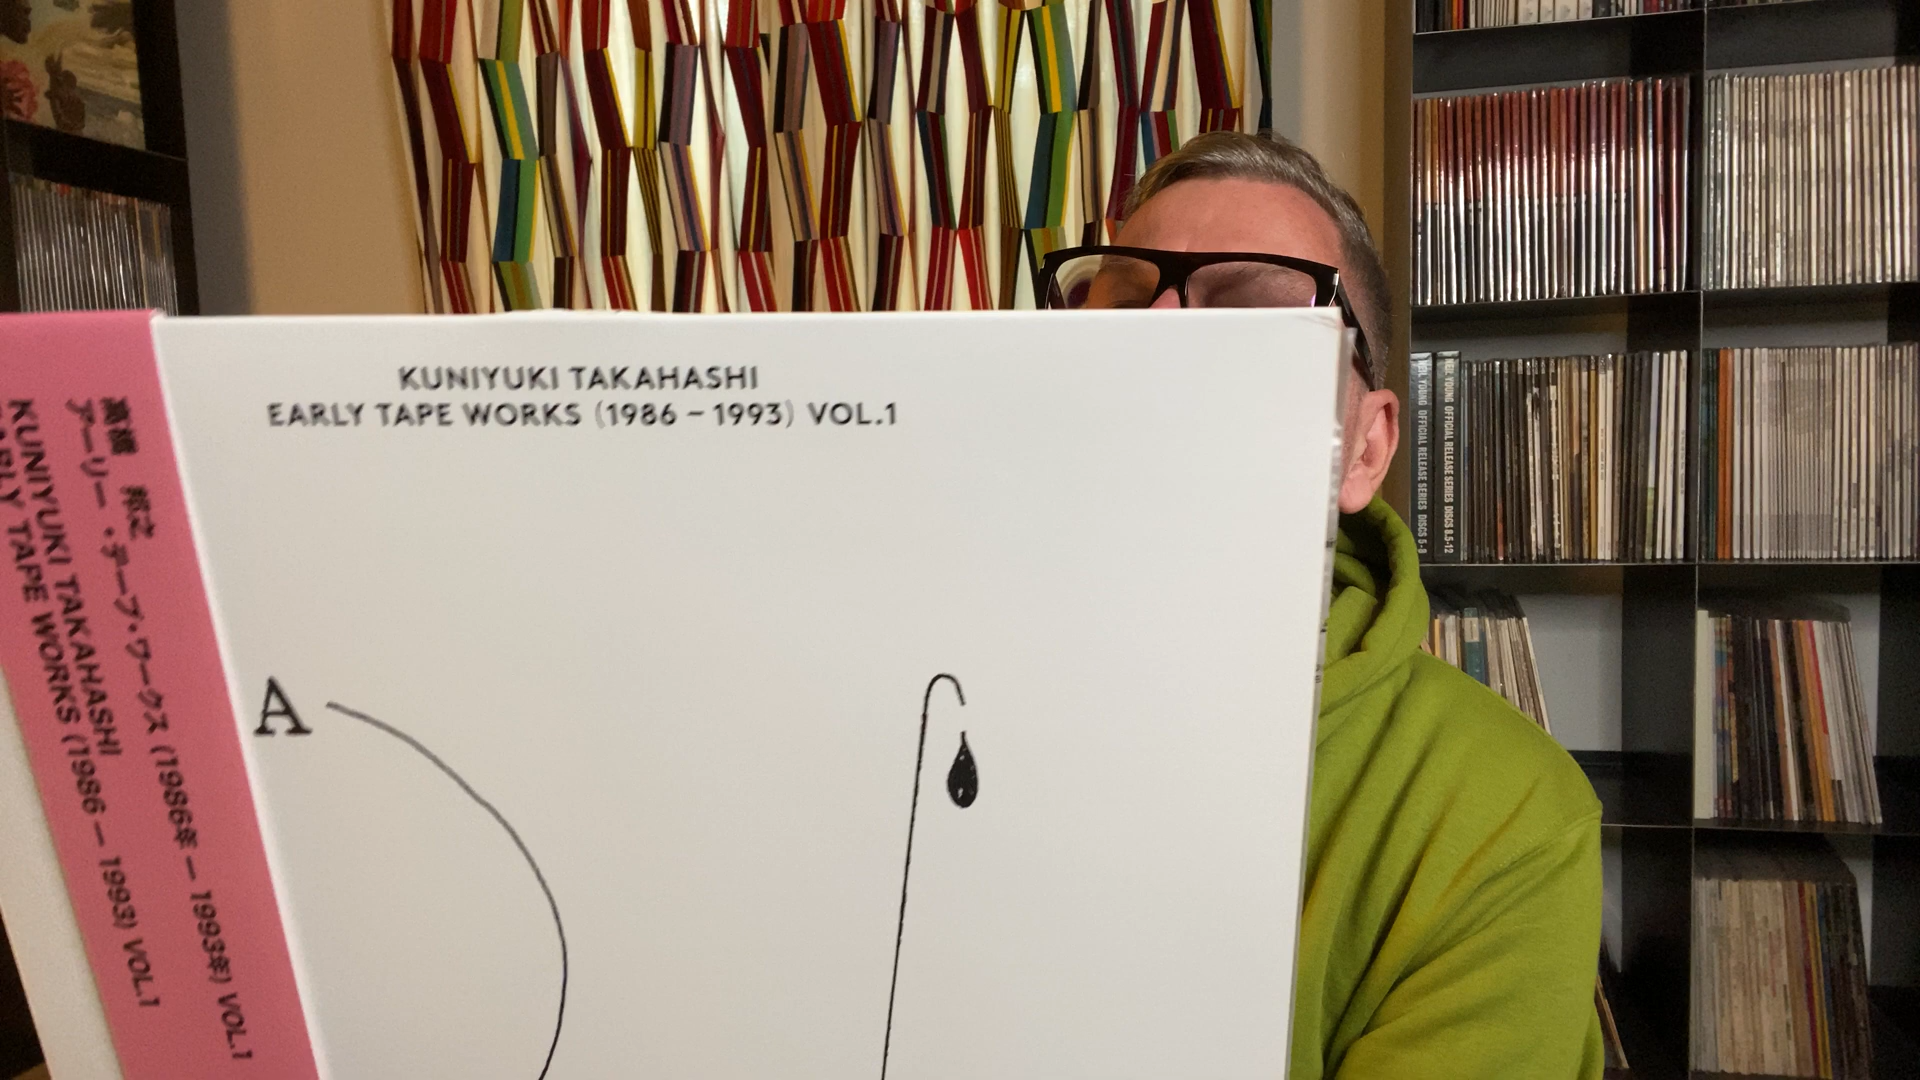 KUNIYUKI TAKAHASHI
EARLY TAPE WORKS (1986 – 1993) VOL.1
A
髙橋 邦之
アーリー・テープ・ワークス (1986年 — 1993年) VOL.1
KUNIYUKI TAKAHASHI
EARLY TAPE WORKS (1986 — 1993) VOL.1
NEIL YOUNG OFFICIAL RELEASE SERIES DISCS 5-8
NEIL YOUNG OFFICIAL RELEASE SERIES DISCS 8.5-12